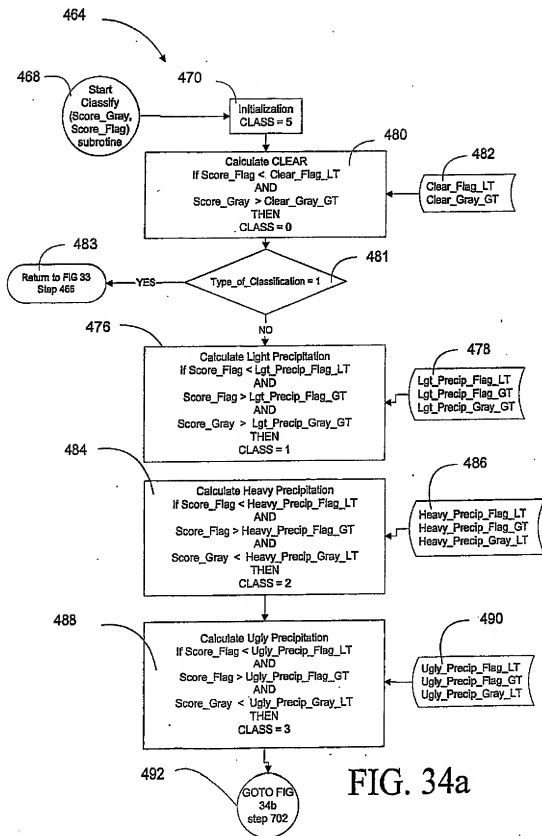 464
468
Start
Classify
(Score_Gray,
Score_Flag)
subrotine
470
Initialization
CLASS = 5
480
Calculate CLEAR
If Score_Flag < Clear_Flag_LT
AND
Score_Gray > Clear_Gray_GT
THEN
CLASS = 0
482
Clear_Flag_LT
Clear_Gray_GT
483
Return to FIG 33
Step 466
YES
Type_of_Classification = 1
481
NO
476
Calculate Light Precipitation
If Score_Flag < Lgt_Precip_Flag_LT
AND
Score_Flag > Lgt_Precip_Flag_GT
AND
Score_Gray > Lgt_Precip_Gray_GT
THEN
CLASS = 1
478
Lgt_Precip_Flag_LT
Lgt_Precip_Flag_GT
Lgt_Precip_Gray_GT
484
Calculate Heavy Precipitation
If Score_Flag < Heavy_Precip_Flag_LT
AND
Score_Flag > Heavy_Precip_Flag_GT
AND
Score_Gray < Heavy_Precip_Gray_LT
THEN
CLASS = 2
486
Heavy_Precip_Flag_LT
Heavy_Precip_Flag_GT
Heavy_Precip_Gray_LT
488
Calculate Ugly Precipitation
If Score_Flag < Ugly_Precip_Flag_LT
AND
Score_Flag > Ugly_Precip_Flag_GT
AND
Score_Gray < Ugly_Precip_Gray_LT
THEN
CLASS = 3
490
Ugly_Precip_Flag_LT
Ugly_Precip_Flag_GT
Ugly_Precip_Gray_LT
492
GOTO FIG
34b
step 702
FIG. 34a